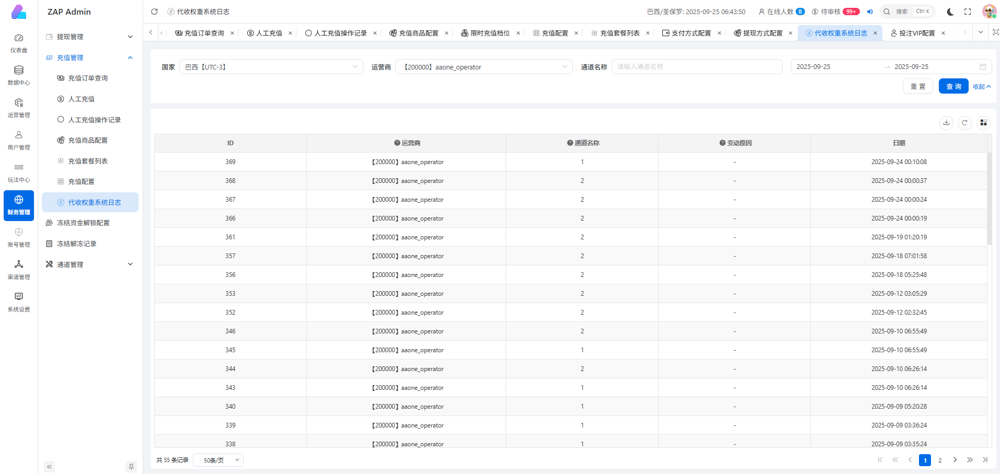 ZAP Admin
代收权重系统日志
巴西/圣保罗: 2025-09-25 06:43:50
在线人数 8
待审核 99+
搜索 Ctrl K
仪表盘
数据中心
运营管理
用户管理
玩法中心
财务管理
账号管理
渠道管理
系统设置
提现管理
充值管理
充值订单查询
人工充值
人工充值操作记录
充值商品配置
充值套餐列表
充值配置
代收权重系统日志
冻结资金解锁配置
冻结解冻记录
通道管理
充值订单查询 人工充值 人工充值操作记录 充值商品配置 限时充值档位 充值配置 充值套餐列表 支付方式配置 提现方式配置 代收权重系统日志 投注VIP配置
国家 巴西【UTC-3】 运营商 【200000】aaone_operator 通道名称 请输入通道名称 2025-09-25 → 2025-09-25
重 置 查 询 收起
ID 运营商 通道名称 变动原因 日期
369 【200000】aaone_operator 1 - 2025-09-24 00:10:08
368 【200000】aaone_operator 2 - 2025-09-24 00:00:37
367 【200000】aaone_operator 2 - 2025-09-24 00:00:24
366 【200000】aaone_operator 2 - 2025-09-24 00:00:19
361 【200000】aaone_operator 2 - 2025-09-19 01:20:19
357 【200000】aaone_operator 2 - 2025-09-18 07:01:58
356 【200000】aaone_operator 2 - 2025-09-18 05:25:48
353 【200000】aaone_operator 2 - 2025-09-12 03:05:29
352 【200000】aaone_operator 2 - 2025-09-12 02:32:45
346 【200000】aaone_operator 2 - 2025-09-10 06:55:49
345 【200000】aaone_operator 1 - 2025-09-10 06:55:49
344 【200000】aaone_operator 2 - 2025-09-10 06:26:14
343 【200000】aaone_operator 1 - 2025-09-10 06:26:14
340 【200000】aaone_operator 1 - 2025-09-09 05:20:28
339 【200000】aaone_operator 1 - 2025-09-09 03:36:24
338 【200000】aaone_operator 1 - 2025-09-09 03:35:24
共 55 条记录 50条/页 1 2